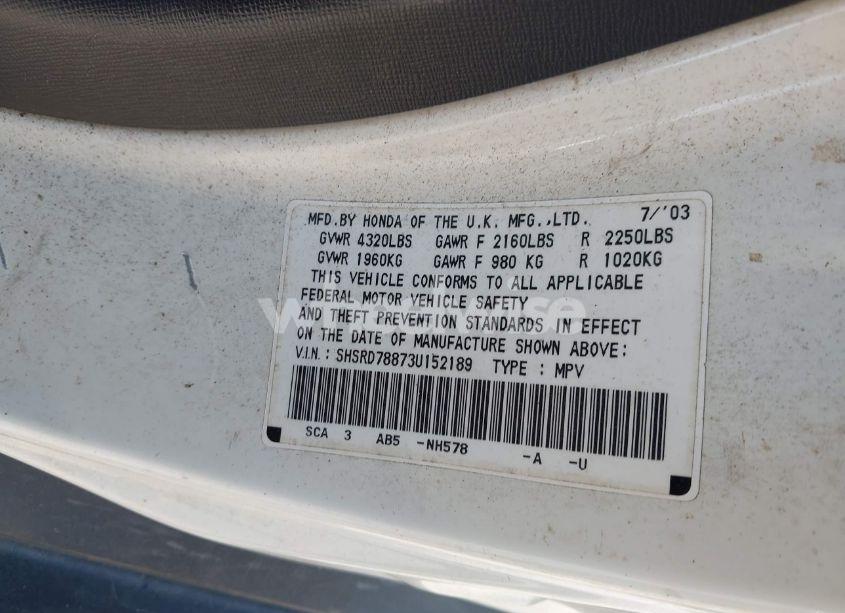 MFD.BY HONDA OF THE U.K. MFG.,LTD. 7/'03
GVWR 4320LBS GAWR F 2160LBS R 2250LBS
GVWR 1960KG GAWR F 980 KG R 1020KG
THIS VEHICLE CONFORMS TO ALL APPLICABLE
FEDERAL MOTOR VEHICLE SAFETY
AND THEFT PREVENTION STANDARDS IN EFFECT
ON THE DATE OF MANUFACTURE SHOWN ABOVE:
V.I.N.: SHSRD78873U152189 TYPE : MPV
SCA 3 AB5 -NH578 -A -U